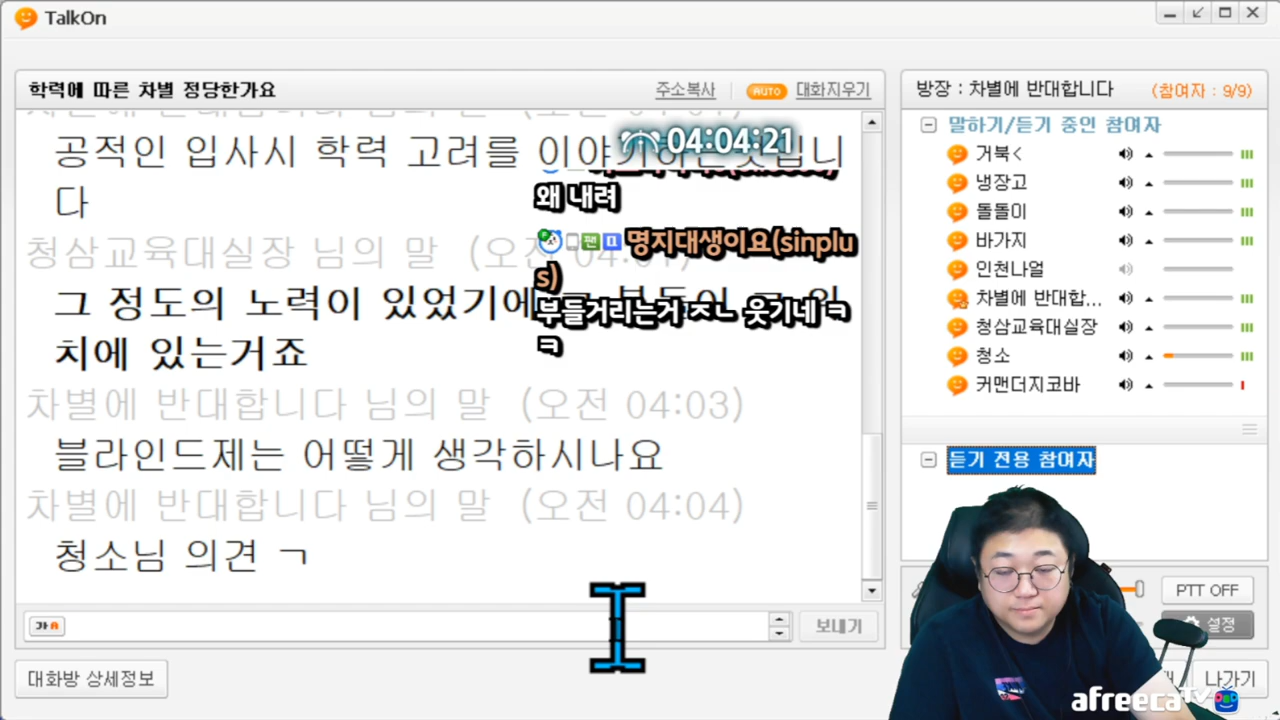 TalkOn
학력에 따른 차별 정당한가요
주소복사
AUTO
대화지우기
공적인 입사시 학력 고려를 이야기하는것입니
다
청삼교육대실장 님의 말 (오전 04:01)
그 정도의 노력이 있었기에
치에 있는거죠
차별에 반대합니다 님의 말 (오전 04:03)
블라인드제는 어떻게 생각하시나요
차별에 반대합니다 님의 말 (오전 04:04)
청소님 의견 ㄱ
04:04:21
왜 내려
팬
명지대생이요(sinplu
s)
부들거리는거 ㅈㄴ 웃기네 ㅋ
ㅋ
가A
보내기
대화방 상세정보
방장 : 차별에 반대합니다
(참여자 : 9/9)
말하기/듣기 중인 참여자
거북<
냉장고
돌돌이
바가지
인천나얼
차별에 반대합...
청삼교육대실장
청소
커맨더지코바
듣기 전용 참여자
PTT OFF
설정
나가기
afreecaTV